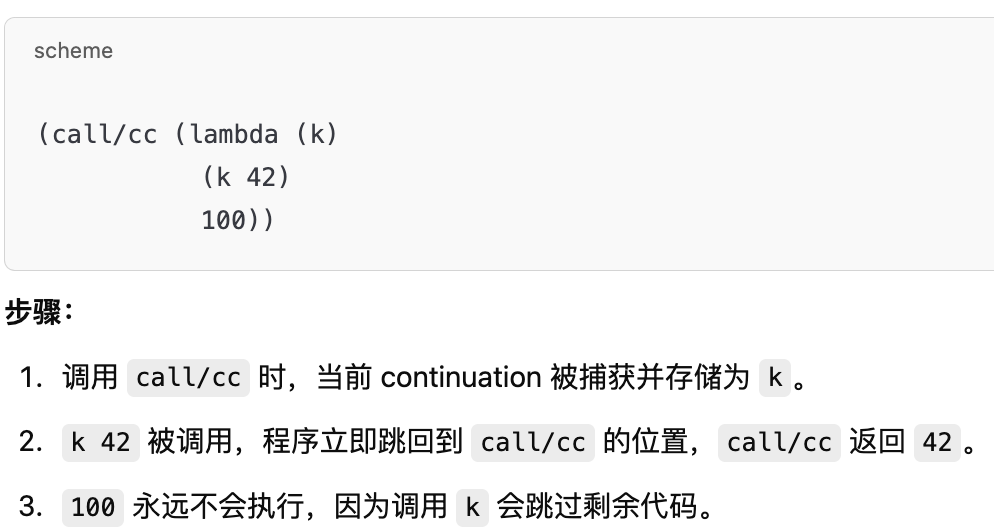 scheme
(call/cc (lambda (k)
           (k 42)
           100))
步骤：
1. 调用 call/cc 时，当前 continuation 被捕获并存储为 k。
2. k 42 被调用，程序立即跳回到 call/cc 的位置，call/cc 返回 42。
3. 100 永远不会执行，因为调用 k 会跳过剩余代码。